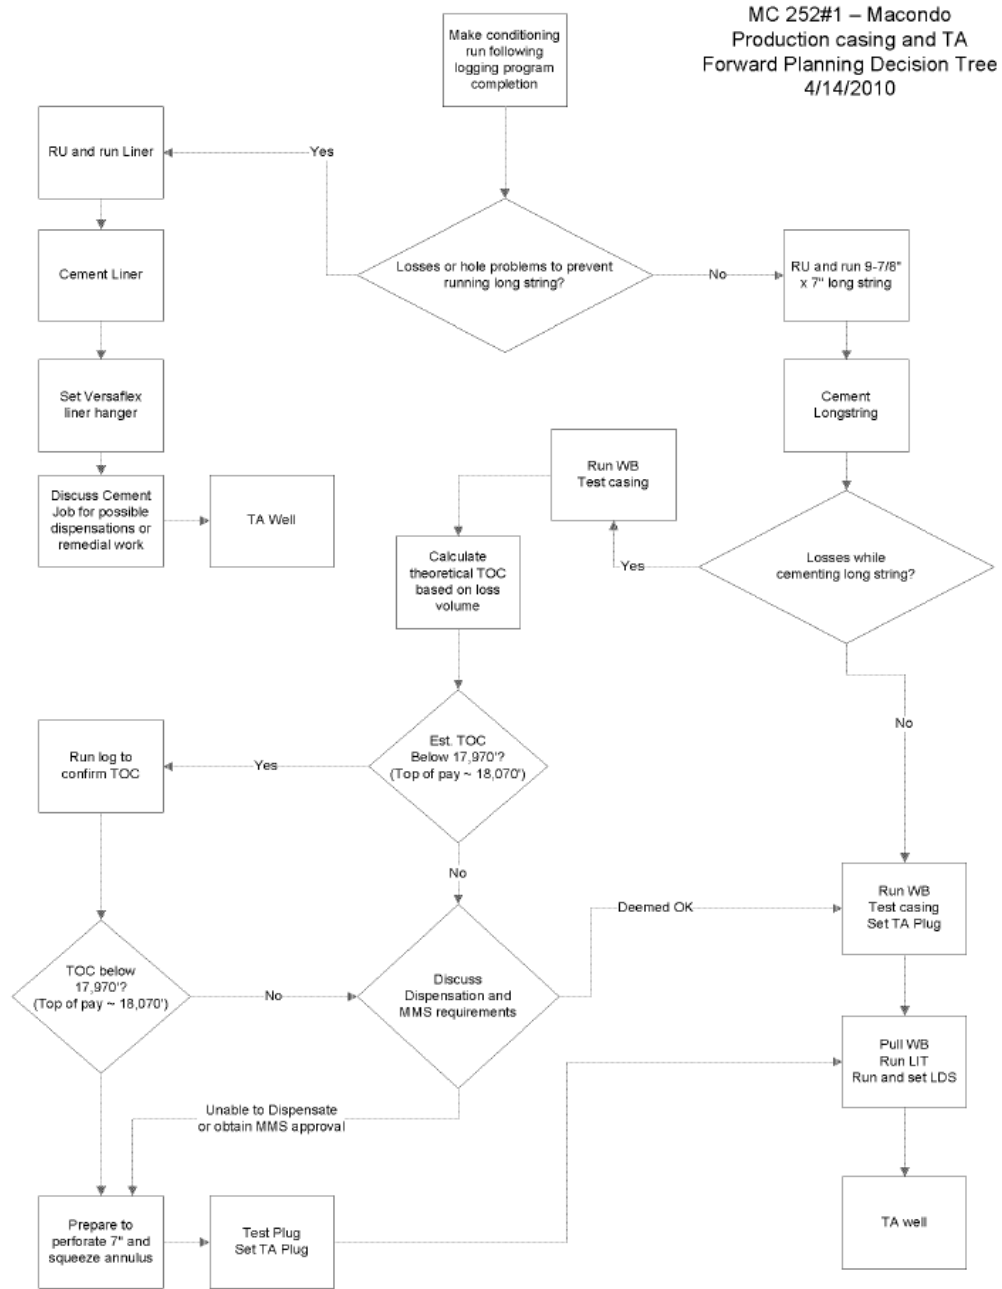 MC 252#1 – Macondo
Production casing and TA
Forward Planning Decision Tree
4/14/2010
Make conditioning
run following
logging program
completion
RU and run Liner
Yes
Losses or hole problems to prevent
running long string?
No
RU and run 9-7/8"
x 7" long string
Cement Liner
Set Versaflex
liner hanger
Cement
Longstring
Discuss Cement
Job for possible
dispensations or
remedial work
TA Well
Run WB
Test casing
Yes
Losses while
cementing long string?
Calculate
theoretical TOC
based on loss
volume
No
Run log to
confirm TOC
Yes
Est. TOC
Below 17,970'?
(Top of pay ~ 18,070')
No
Deemed OK
Run WB
Test casing
Set TA Plug
TOC below
17,970'?
(Top of pay ~ 18,070')
No
Discuss
Dispensation and
MMS requirements
Pull WB
Run LIT
Run and set LDS
Unable to Dispensate
or obtain MMS approval
Prepare to
perforate 7" and
squeeze annulus
Test Plug
Set TA Plug
TA well